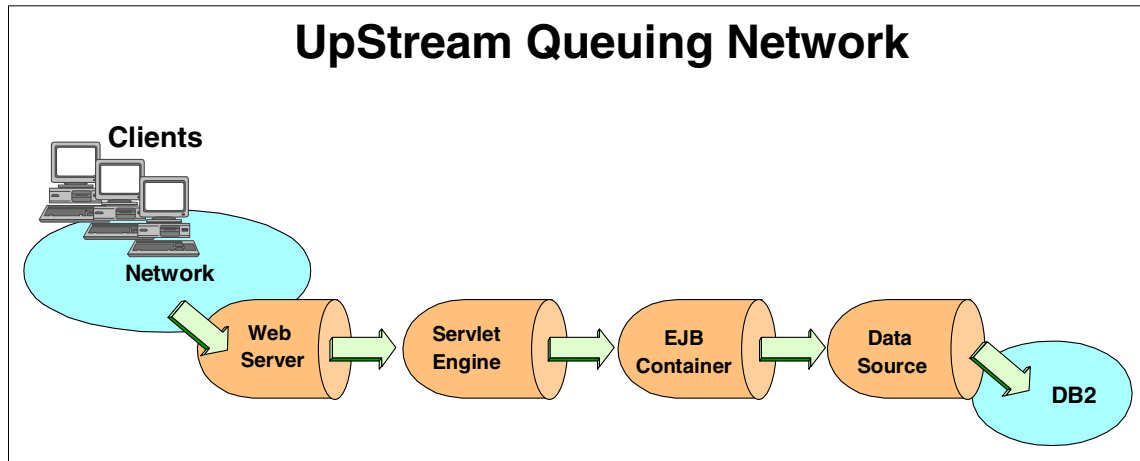 UpStream Queuing Network
Clients
Network
Web
Server
Servlet
Engine
EJB
Container
Data
Source
DB2